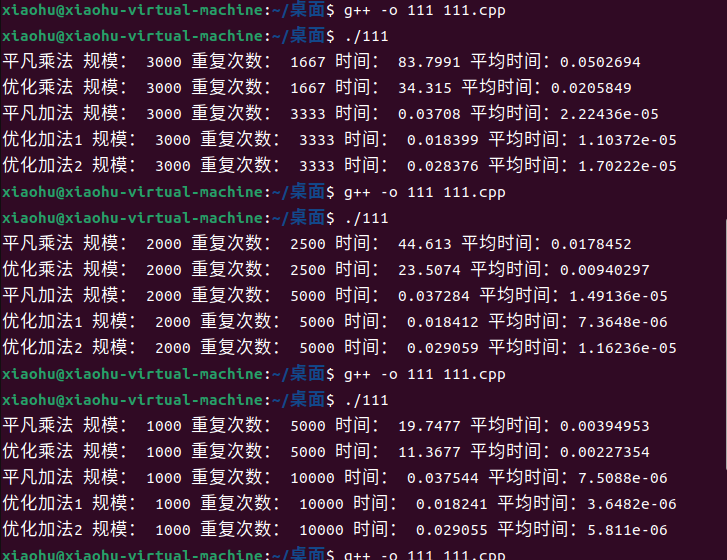 xiaohu@xiaohu-virtual-machine:~/桌面$ g++ -o 111 111.cpp
xiaohu@xiaohu-virtual-machine:~/桌面$ ./111
平凡乘法 规模： 3000 重复次数： 1667 时间： 83.7991 平均时间：0.0502694
优化乘法 规模： 3000 重复次数： 1667 时间： 34.315 平均时间：0.0205849
平凡加法 规模： 3000 重复次数： 3333 时间： 0.03708 平均时间：2.22436e-05
优化加法1 规模： 3000 重复次数： 3333 时间： 0.018399 平均时间：1.10372e-05
优化加法2 规模： 3000 重复次数： 3333 时间： 0.028376 平均时间：1.70222e-05
xiaohu@xiaohu-virtual-machine:~/桌面$ g++ -o 111 111.cpp
xiaohu@xiaohu-virtual-machine:~/桌面$ ./111
平凡乘法 规模： 2000 重复次数： 2500 时间： 44.613 平均时间：0.0178452
优化乘法 规模： 2000 重复次数： 2500 时间： 23.5074 平均时间：0.00940297
平凡加法 规模： 2000 重复次数： 5000 时间： 0.037284 平均时间：1.49136e-05
优化加法1 规模： 2000 重复次数： 5000 时间： 0.018412 平均时间：7.3648e-06
优化加法2 规模： 2000 重复次数： 5000 时间： 0.029059 平均时间：1.16236e-05
xiaohu@xiaohu-virtual-machine:~/桌面$ g++ -o 111 111.cpp
xiaohu@xiaohu-virtual-machine:~/桌面$ ./111
平凡乘法 规模： 1000 重复次数： 5000 时间： 19.7477 平均时间：0.00394953
优化乘法 规模： 1000 重复次数： 5000 时间： 11.3677 平均时间：0.00227354
平凡加法 规模： 1000 重复次数： 10000 时间： 0.037544 平均时间：7.5088e-06
优化加法1 规模： 1000 重复次数： 10000 时间： 0.018241 平均时间：3.6482e-06
优化加法2 规模： 1000 重复次数： 10000 时间： 0.029055 平均时间：5.811e-06
xiaohu@xiaohu-virtual-machine:~/桌面$ g++ -o 111 111.cpp